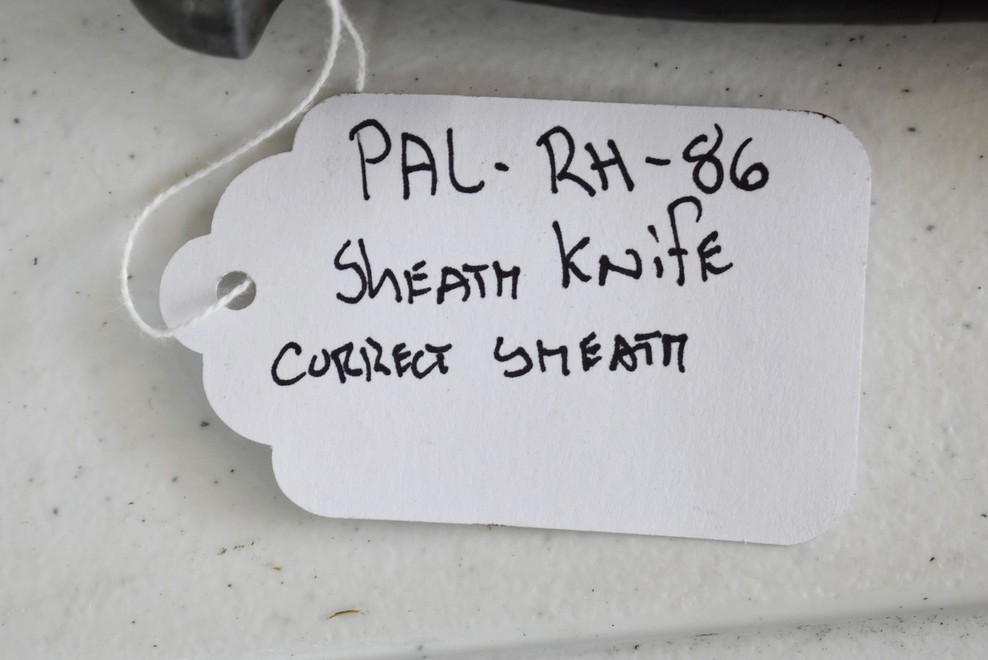 PAL. RH-86
SHEATH KNifE
CORRECT SHEATH